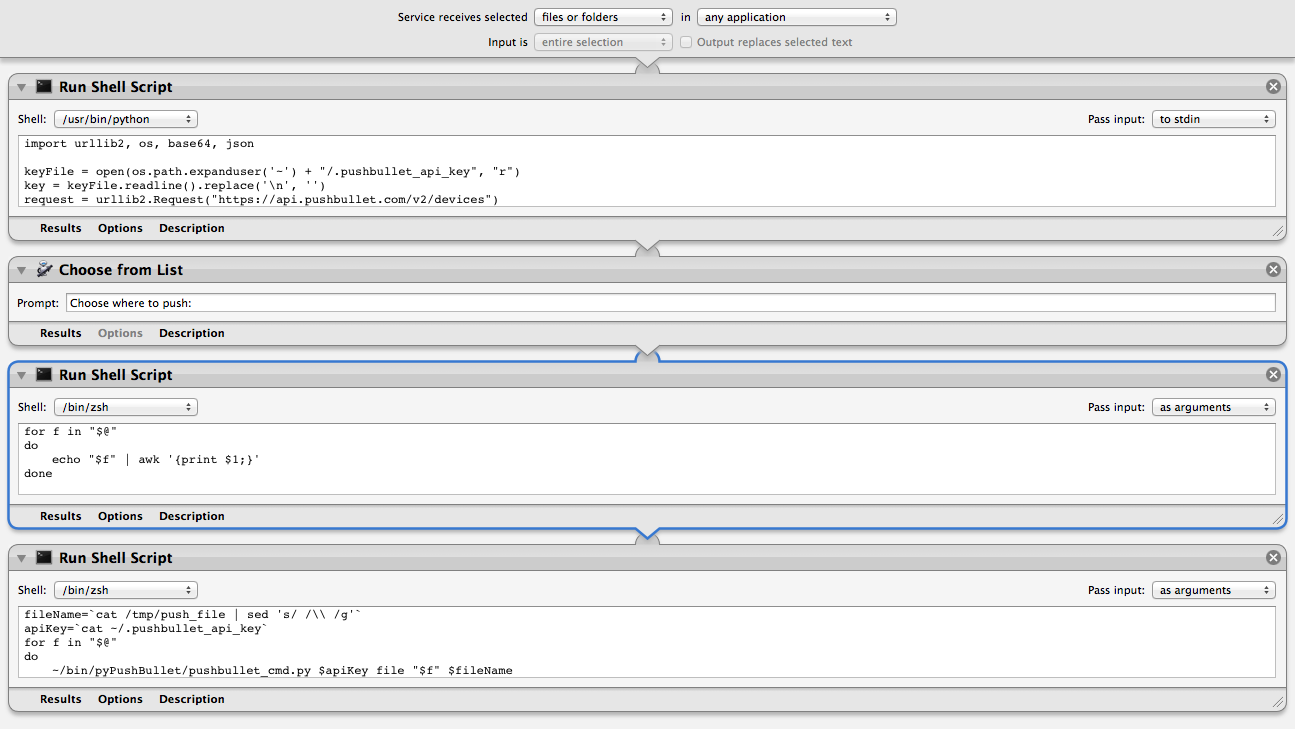 Service receives selected files or folders in any application
Input is entire selection Output replaces selected text
Run Shell Script
Shell: /usr/bin/python Pass input: to stdin
import urllib2, os, base64, json
keyFile = open(os.path.expanduser('~') + "/.pushbullet_api_key", "r")
key = keyFile.readline().replace('\n', '')
request = urllib2.Request("https://api.pushbullet.com/v2/devices")
Results Options Description
Choose from List
Prompt: Choose where to push:
Results Options Description
Run Shell Script
Shell: /bin/zsh Pass input: as arguments
for f in "$@"
do
    echo "$f" | awk '{print $1;}'
done
Results Options Description
Run Shell Script
Shell: /bin/zsh Pass input: as arguments
fileName=`cat /tmp/push_file | sed 's/ /\\ /g'`
apiKey=`cat ~/.pushbullet_api_key`
for f in "$@"
do
    ~/bin/pyPushBullet/pushbullet_cmd.py $apiKey file "$f" $fileName
Results Options Description